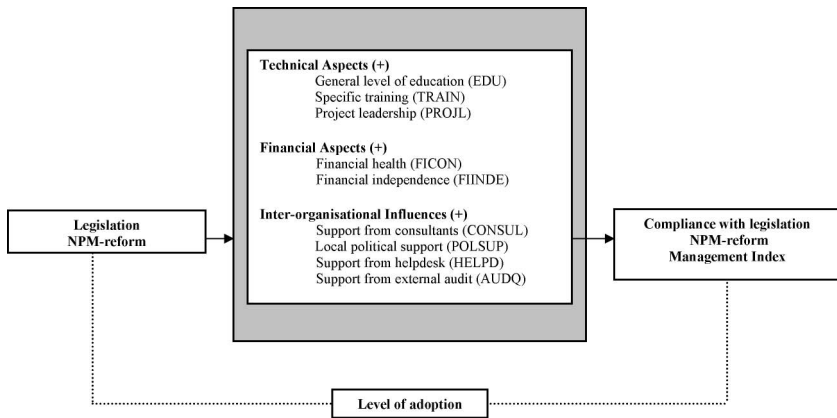 Technical Aspects (+)
General level of education (EDU)
Specific training (TRAIN)
Project leadership (PROJL)
Financial Aspects (+)
Financial health (FICON)
Financial independence (FIINDE)
Inter-organisational Influences (+)
Support from consultants (CONSUL)
Local political support (POLSUP)
Support from helpdesk (HELPD)
Support from external audit (AUDQ)
Legislation
NPM-reform
Compliance with legislation
NPM-reform
Management Index
Level of adoption